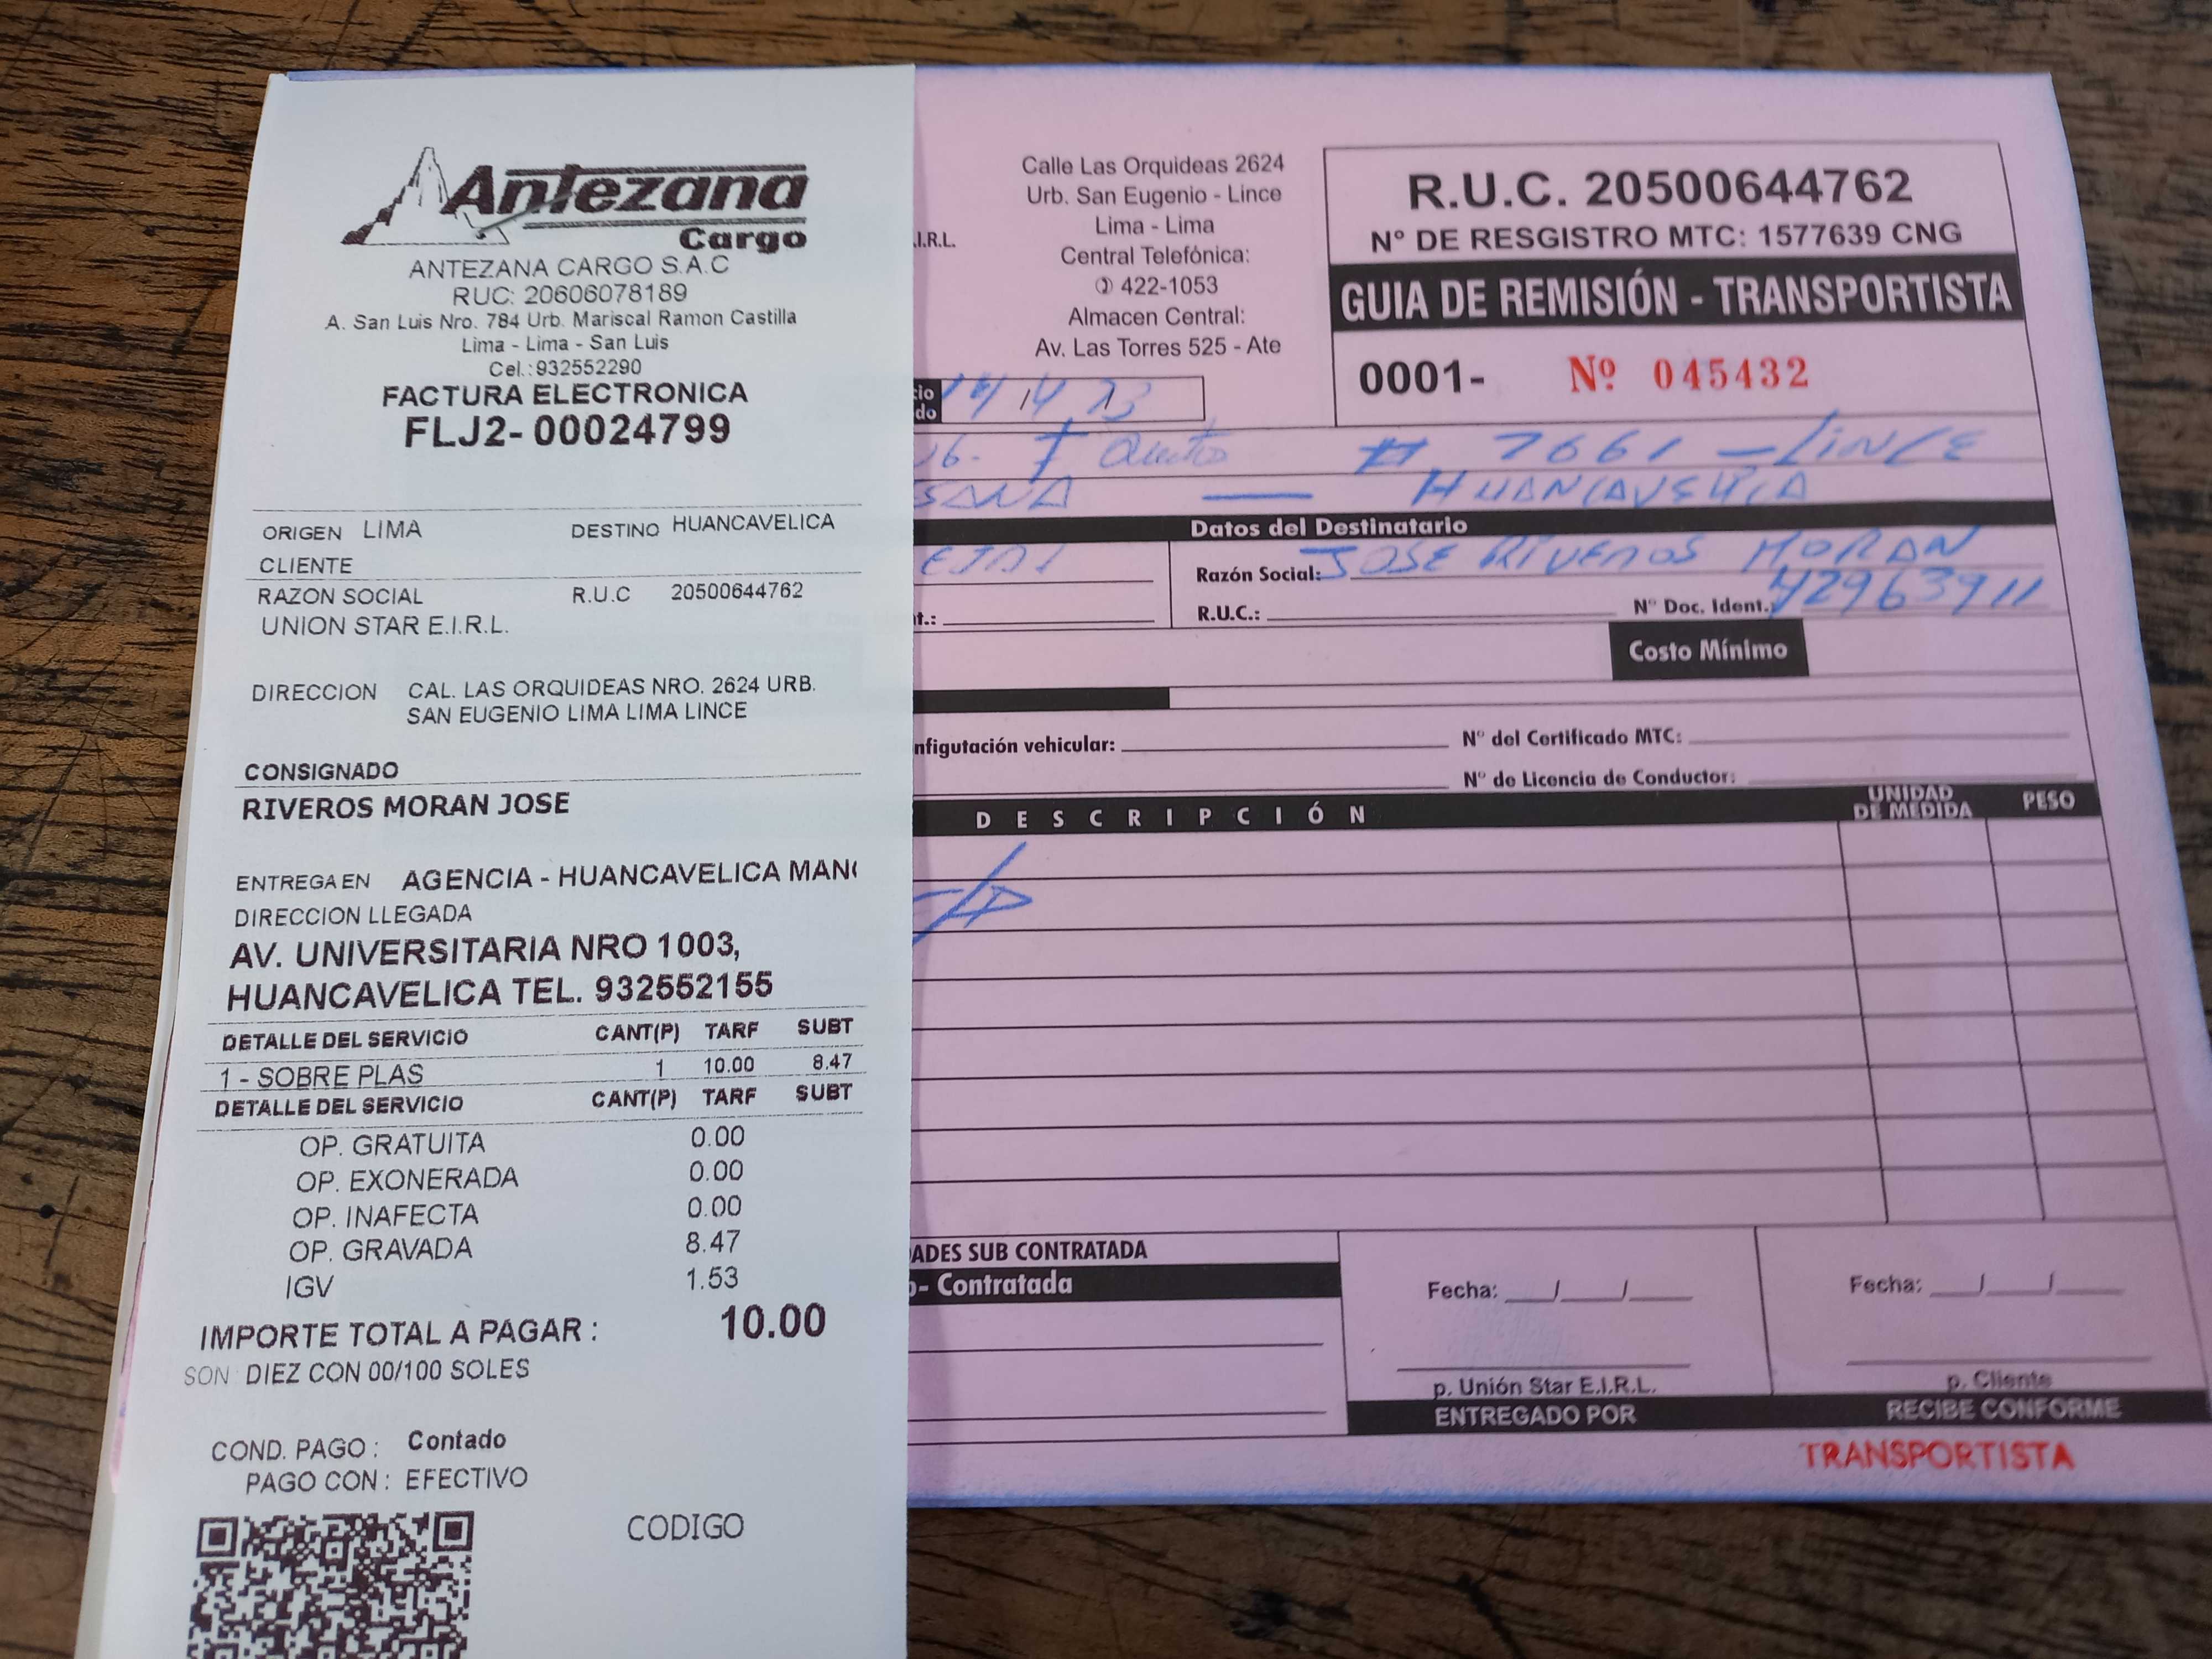 Antezana
Cargo
ANTEZANA CARGO S.A.C
RUC: 20606078189
A. San Luis Nro. 784 Urb. Mariscal Ramon Castilla
Lima - Lima - San Luis
Cel.:932552290
FACTURA ELECTRONICA
FLJ2- 00024799
ORIGEN LIMA DESTINO HUANCAVELICA
CLIENTE
RAZON SOCIAL R.U.C 20500644762
UNION STAR E.I.R.L.
DIRECCION CAL. LAS ORQUIDEAS NRO. 2624 URB.
SAN EUGENIO LIMA LIMA LINCE
CONSIGNADO
RIVEROS MORAN JOSE
ENTREGA EN AGENCIA - HUANCAVELICA
DIRECCION LLEGADA
AV. UNIVERSITARIA NRO 1003,
HUANCAVELICA TEL. 932552155
DETALLE DEL SERVICIO CANT(P) TARF SUBT
1 - SOBRE PLAS 1 10.00 8.47
DETALLE DEL SERVICIO CANT(P) TARF SUBT
OP. GRATUITA 0.00
OP. EXONERADA 0.00
OP. INAFECTA 0.00
OP. GRAVADA 8.47
IGV 1.53
IMPORTE TOTAL A PAGAR : 10.00
SON DIEZ CON 00/100 SOLES
COND. PAGO : Contado
PAGO CON : EFECTIVO
CODIGO
.I.R.L.
Calle Las Orquideas 2624
Urb. San Eugenio - Lince
Lima - Lima
Central Telefónica:
422-1053
Almacen Central:
Av. Las Torres 525 - Ate
R.U.C. 20500644762
N° DE RESGISTRO MTC: 1577639 CNG
GUIA DE REMISIÓN - TRANSPORTISTA
0001- Nº 045432
# 2661 - LINCE
HUANCAVELICA
Datos del Destinatario
Razón Social: JOSE RIVEROS MORAN
R.U.C.: N° Doc. Ident. 42963911
Costo Mínimo
nfigutación vehicular: N° del Certificado MTC:
N° de Licencia de Conductor:
DESCRIPCIÓN UNIDAD DE MEDIDA PESO
ADES SUB CONTRATADA
- Contratada
Fecha: / / Fecha: / /
p. Unión Star E.I.R.L. p. Cliente
ENTREGADO POR RECIBE CONFORME
TRANSPORTISTA